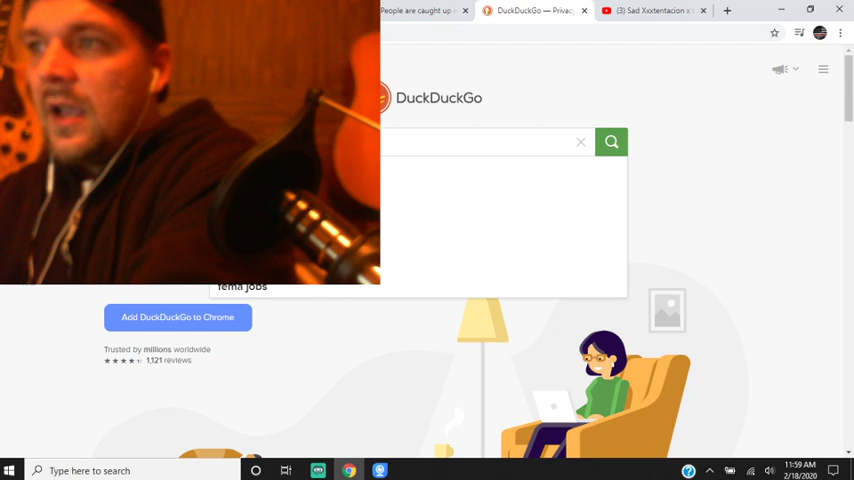 People are caught up i
DuckDuckGo — Privac
(3) Sad Xxxtentacion x
DuckDuckGo
fema jobs
Add DuckDuckGo to Chrome
Trusted by millions worldwide
1,121 reviews
Type here to search
11:59 AM
2/18/2020